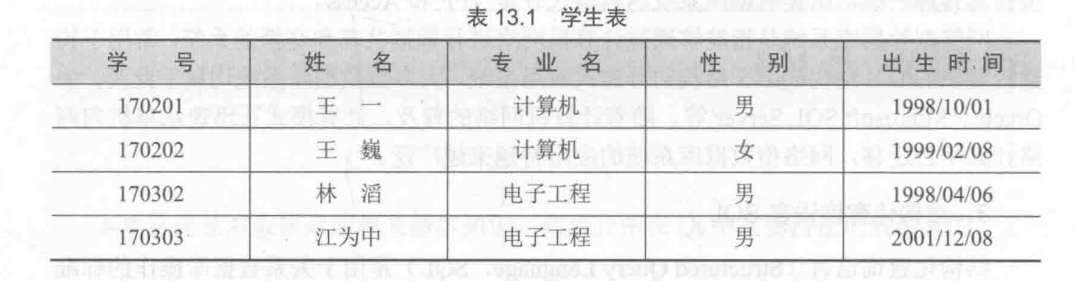 表 13.1 学生表
学 号 姓 名 专 业 名 性 别 出 生 时 间
170201 王 一 计算机 男 1998/10/01
170202 王 巍 计算机 女 1999/02/08
170302 林 滔 电子工程 男 1998/04/06
170303 江为中 电子工程 男 2001/12/08